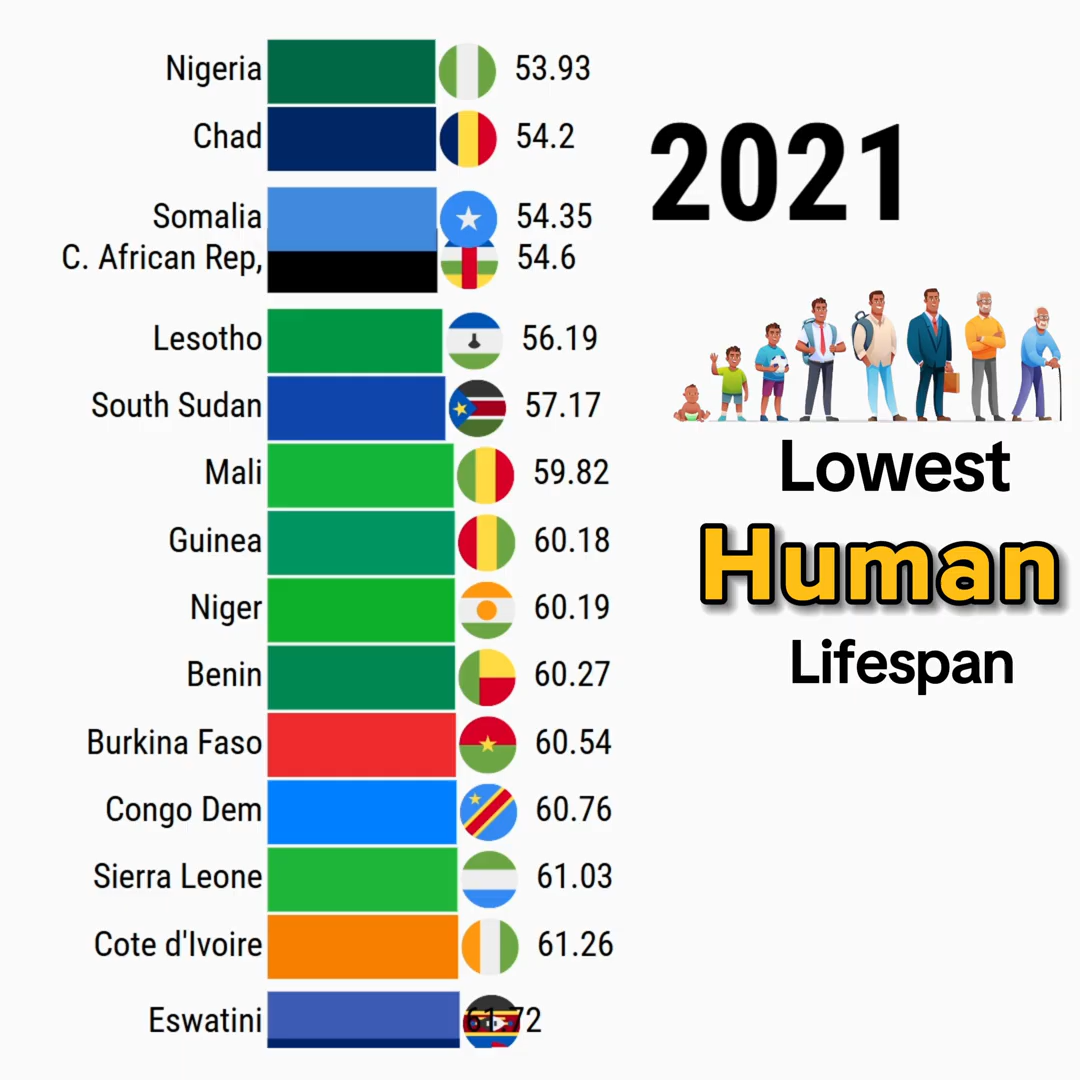 Nigeria 53.93
Chad 54.2
2021
Somalia 54.35
C. African Rep, 54.6
Lesotho 56.19
South Sudan 57.17
Mali 59.82
Lowest
Guinea 60.18
Human
Niger 60.19
Benin 60.27
Lifespan
Burkina Faso 60.54
Congo Dem 60.76
Sierra Leone 61.03
Cote d'Ivoire 61.26
Eswatini 61.72